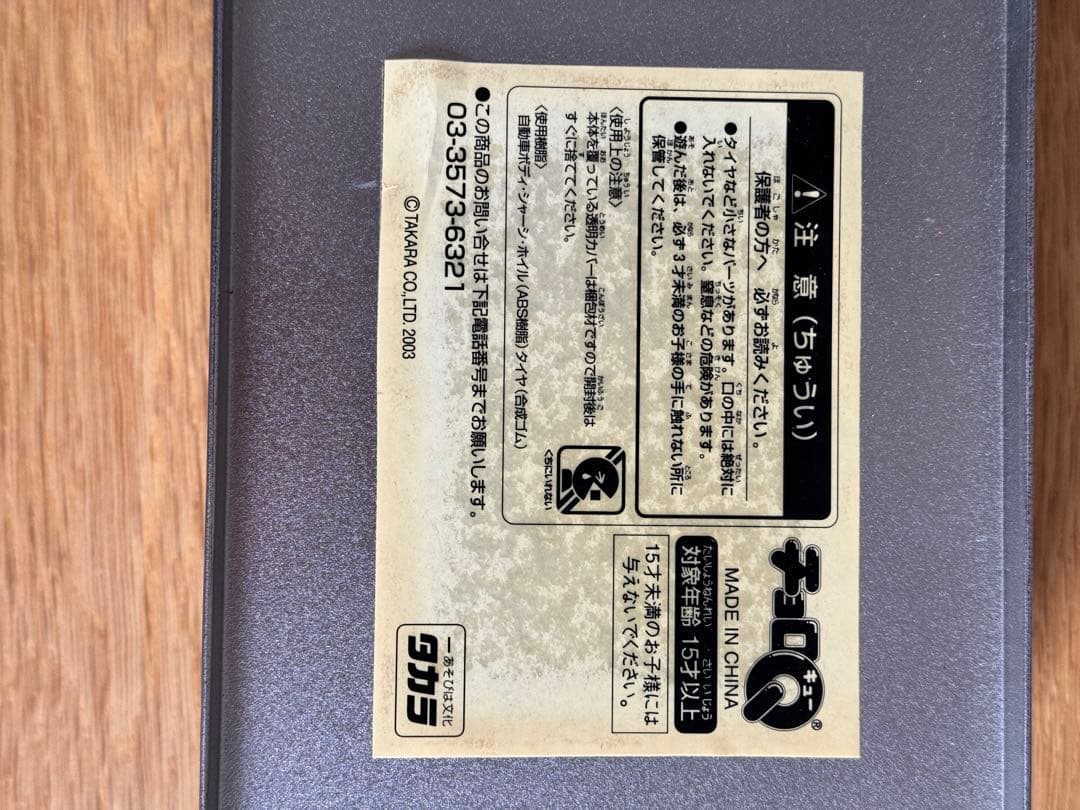 注意(ちゅうい)
保護者の方へ 必ずお読みください。
●タイヤなど小さなパーツがあります。口の中には絶対に
入れないでください。窒息などの危険があります。
●遊んだ後は、必ず3才未満のお子様の手に触れない所に
保管してください。
〈使用上の注意〉
本体を覆っている透明カバーは梱包材ですので開封後は
すぐに捨ててください。
〈使用樹脂〉
自動車ボディ・シャーシ・ホイル(ABS樹脂)タイヤ(合成ゴム)
くちにいれない
●この商品のお問い合せは下記電話番号までお願いします。
03-3573-6321
©TAKARA CO.,LTD. 2003
チョロQ
キュー
®
MADE IN CHINA
対象年齢 15才以上
15才未満のお子様には
与えないでください。
ーあそびは文化
タカラ